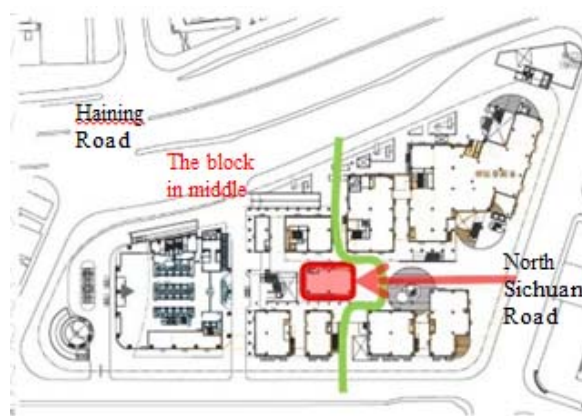 Haining
Road
The block
in middle
North
Sichuan
Road